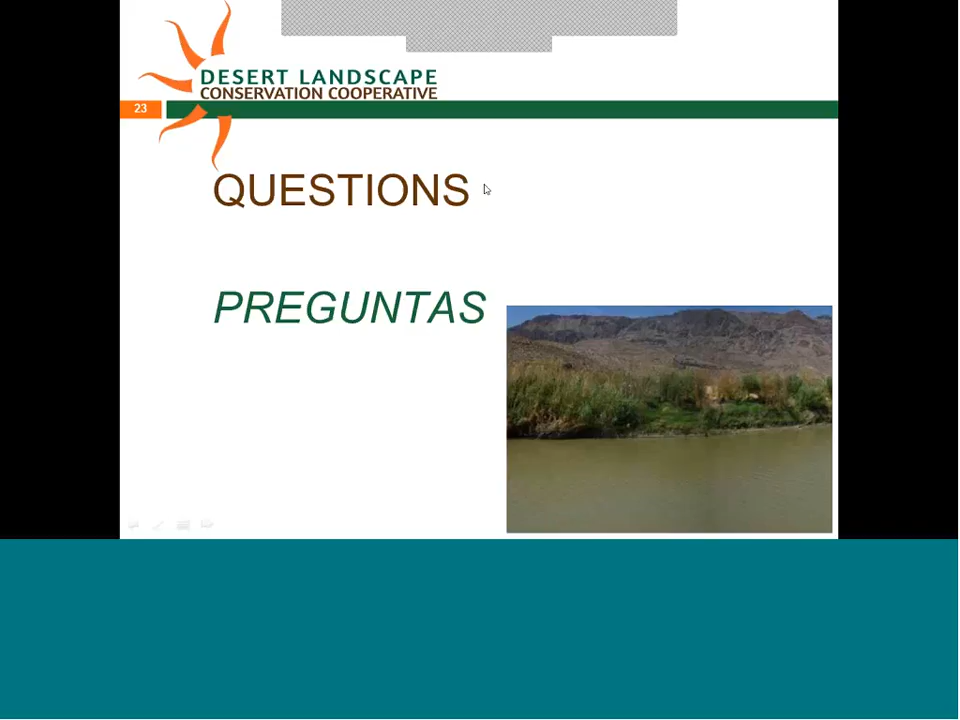 DESERT LANDSCAPE
CONSERVATION COOPERATIVE
23
QUESTIONS
PREGUNTAS